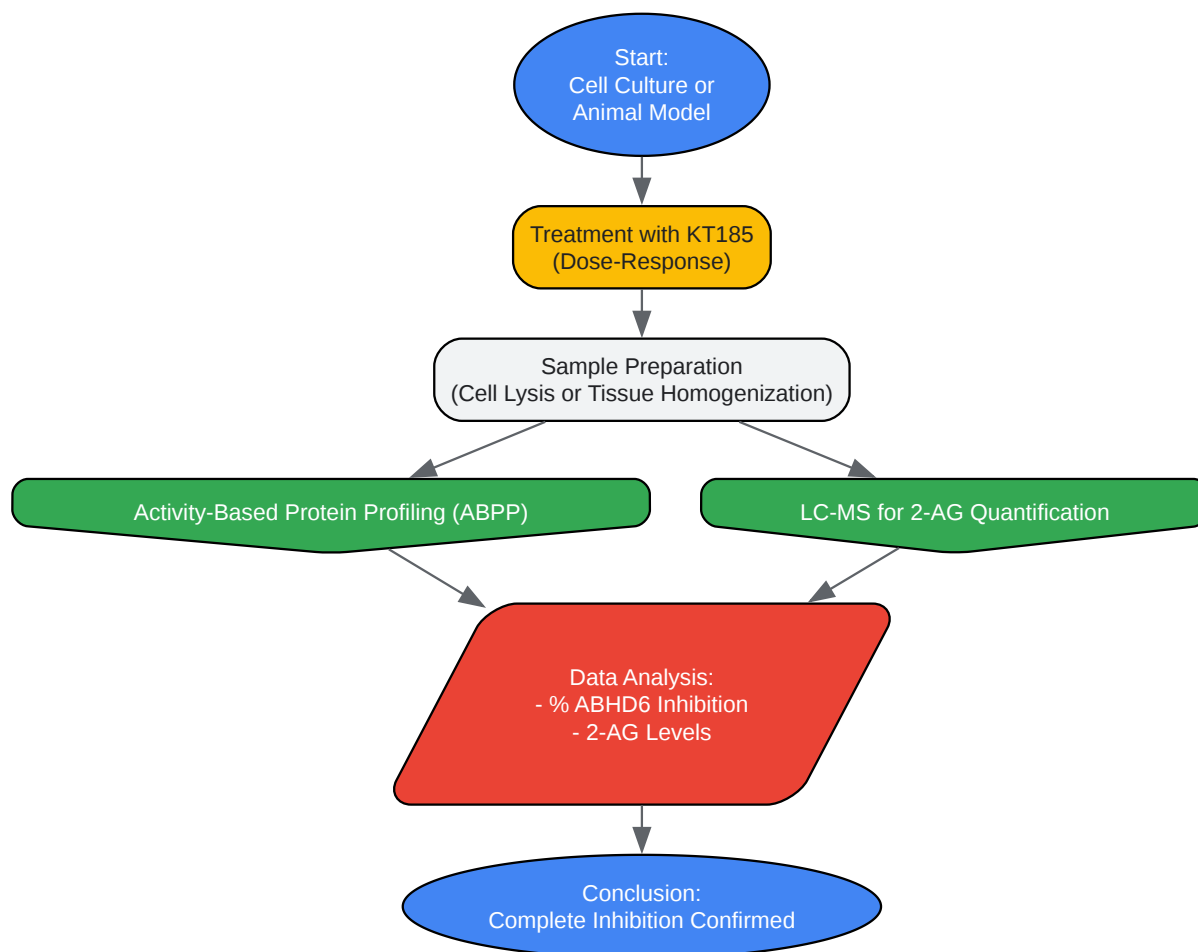 Start:
Cell Culture or
Animal Model
Treatment with KT185
(Dose-Response)
Sample Preparation
(Cell Lysis or Tissue Homogenization)
Activity-Based Protein Profiling (ABPP)
LC-MS for 2-AG Quantification
Data Analysis:
- % ABHD6 Inhibition
- 2-AG Levels
Conclusion:
Complete Inhibition Confirmed